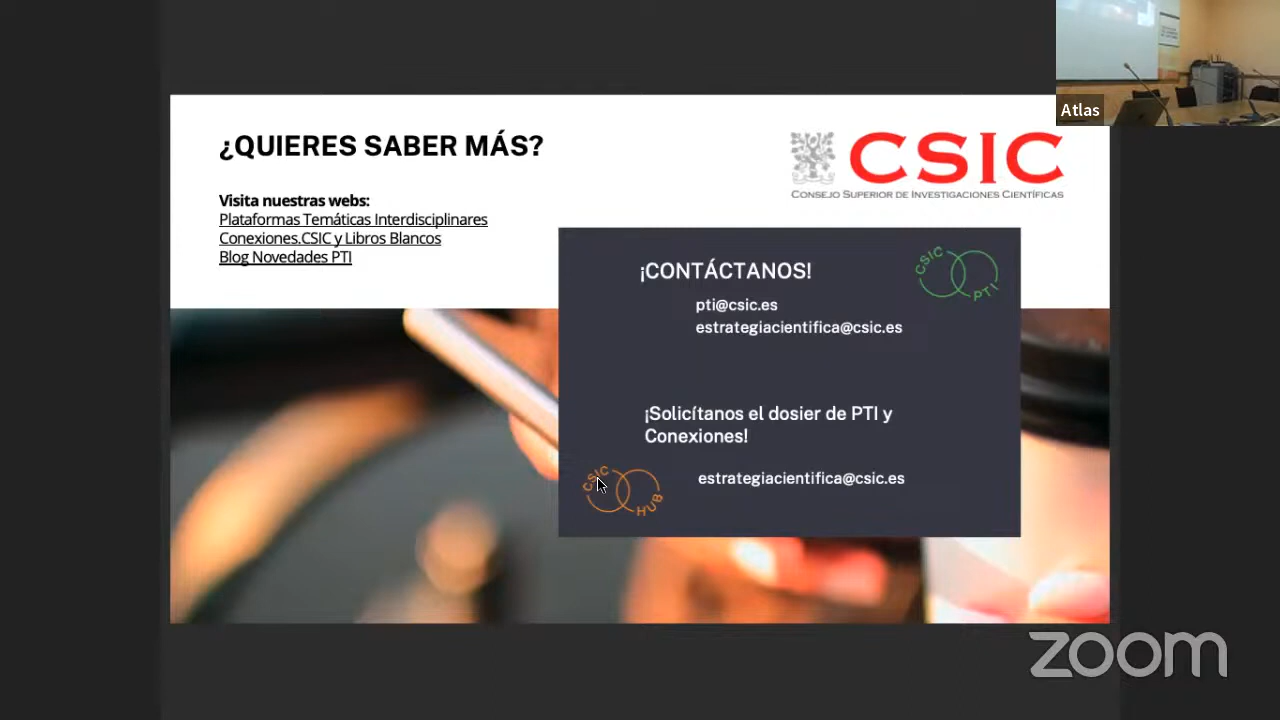 Atlas
¿QUIERES SABER MÁS?
CSIC
CONSEJO SUPERIOR DE INVESTIGACIONES CIENTÍFICAS
Visita nuestras webs:
Plataformas Temáticas Interdisciplinares
Conexiones.CSIC y Libros Blancos
Blog Novedades PTI
¡CONTÁCTANOS!
CSIC
PTI
pti@csic.es
estrategiacientifica@csic.es
¡Solicítanos el dosier de PTI y
Conexiones!
CSIC
HUB
estrategiacientifica@csic.es
zoom